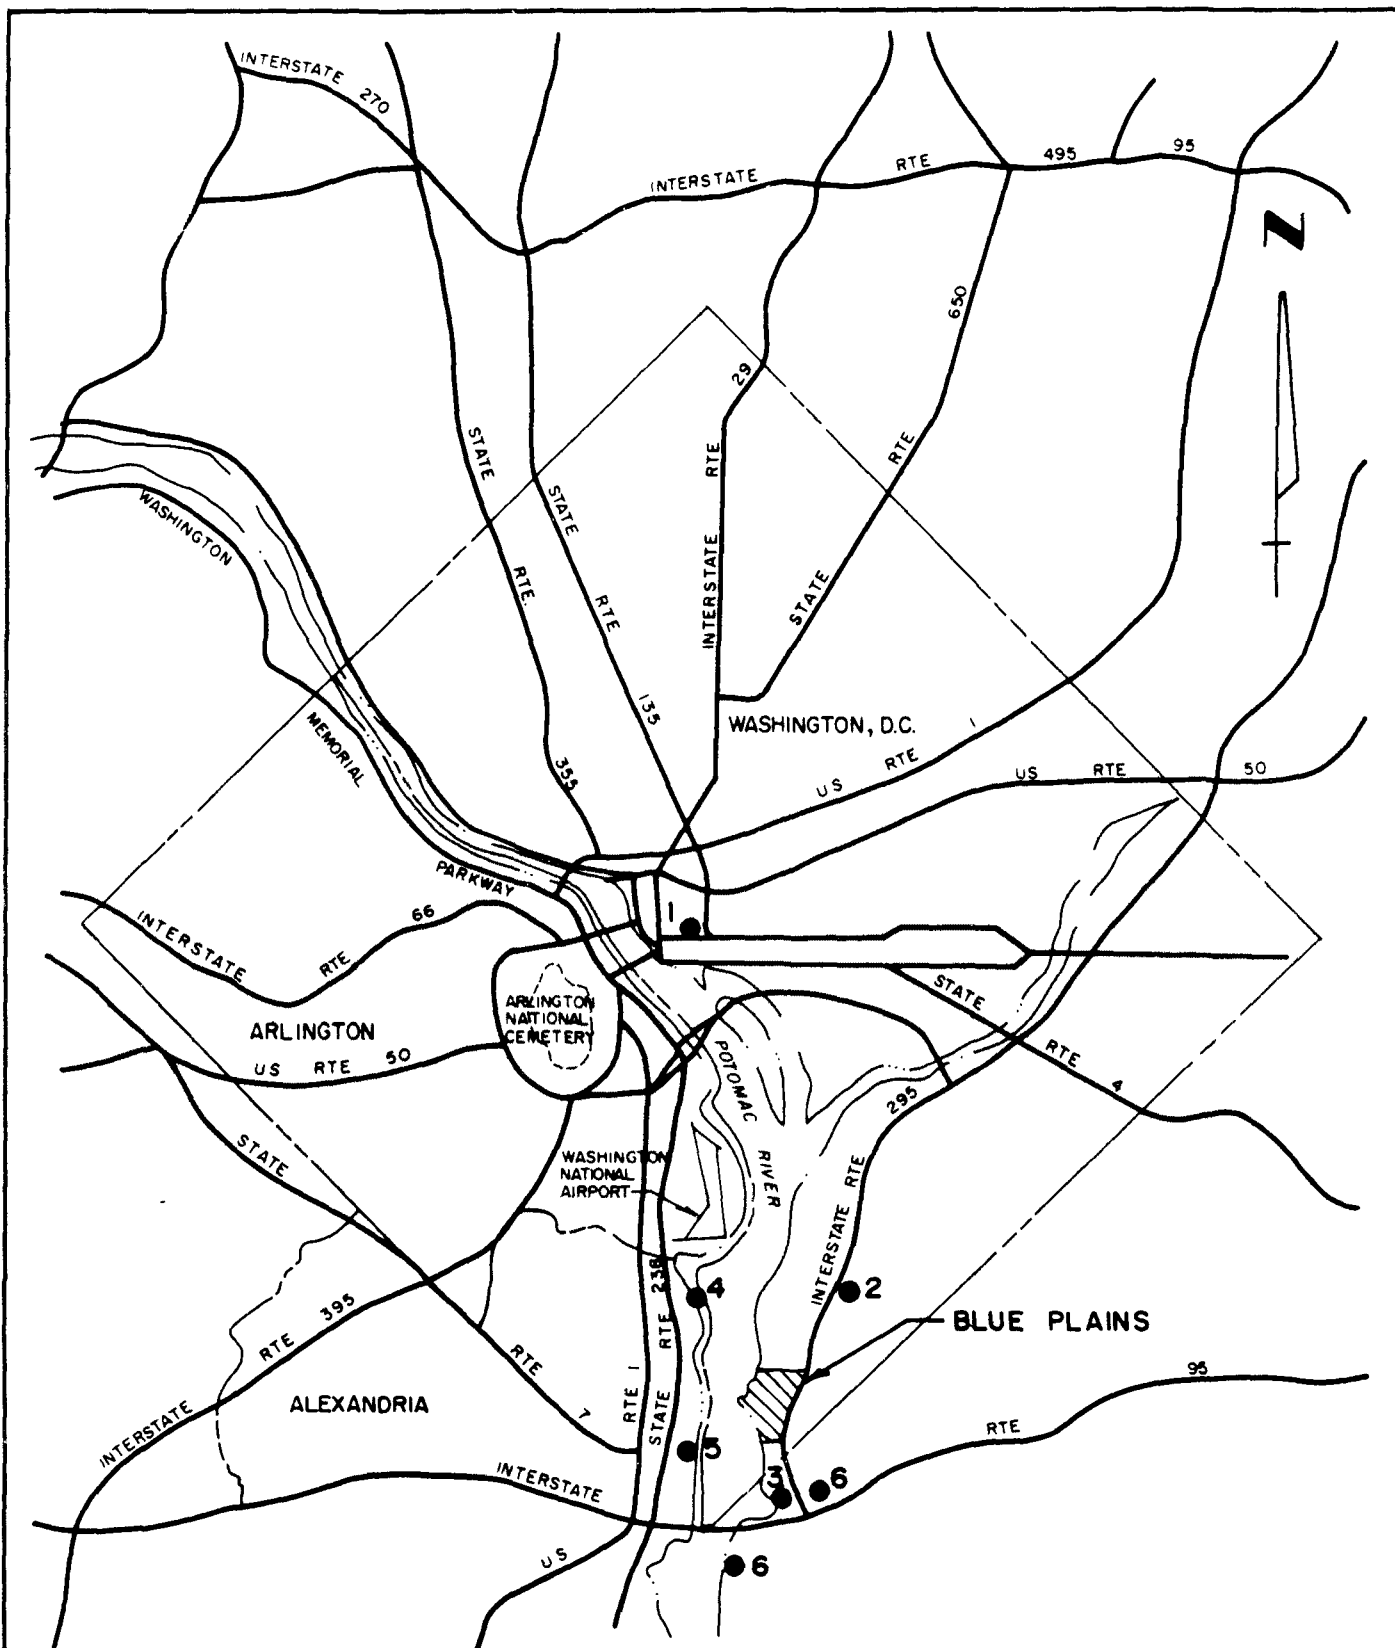 INTERSTATE 270
INTERSTATE RTE 495 95
N
650
29
STATE RTE
STATE RTE
INTERSTATE RTE
STATE RTE
WASHINGTON
MEMORIAL
PARKWAY
135
355
WASHINGTON, D.C.
US RTE 1
US RTE 50
INTERSTATE RTE 66
1
ARLINGTON
NATIONAL
CEMETERY
ARLINGTON
US RTE 50
STATE RTE 4
POTOMAC RIVER
295
INTERSTATE RTE
STATE RTE 7
WASHINGTON
NATIONAL
AIRPORT
236
4
2
BLUE PLAINS
INTERSTATE RTE 395
ALEXANDRIA
US RTE 1
STATE RTE
5
3
6
INTERSTATE RTE 95
6